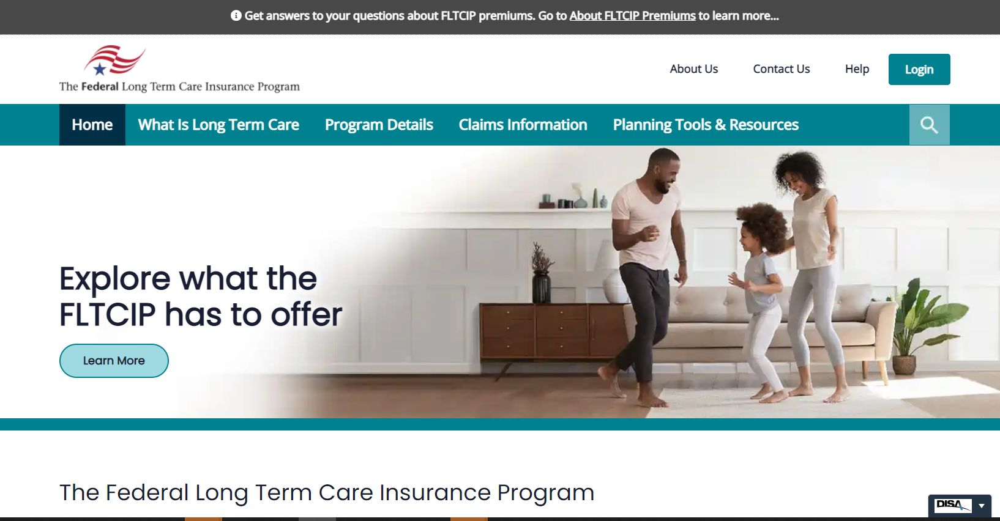 Get answers to your questions about FLTCIP premiums. Go to About FLTCIP Premiums to learn more...
The Federal Long Term Care Insurance Program
About Us
Contact Us
Help
Login
Home
What Is Long Term Care
Program Details
Claims Information
Planning Tools & Resources
Explore what the
FLTCIP has to offer
Learn More
The Federal Long Term Care Insurance Program
DISA